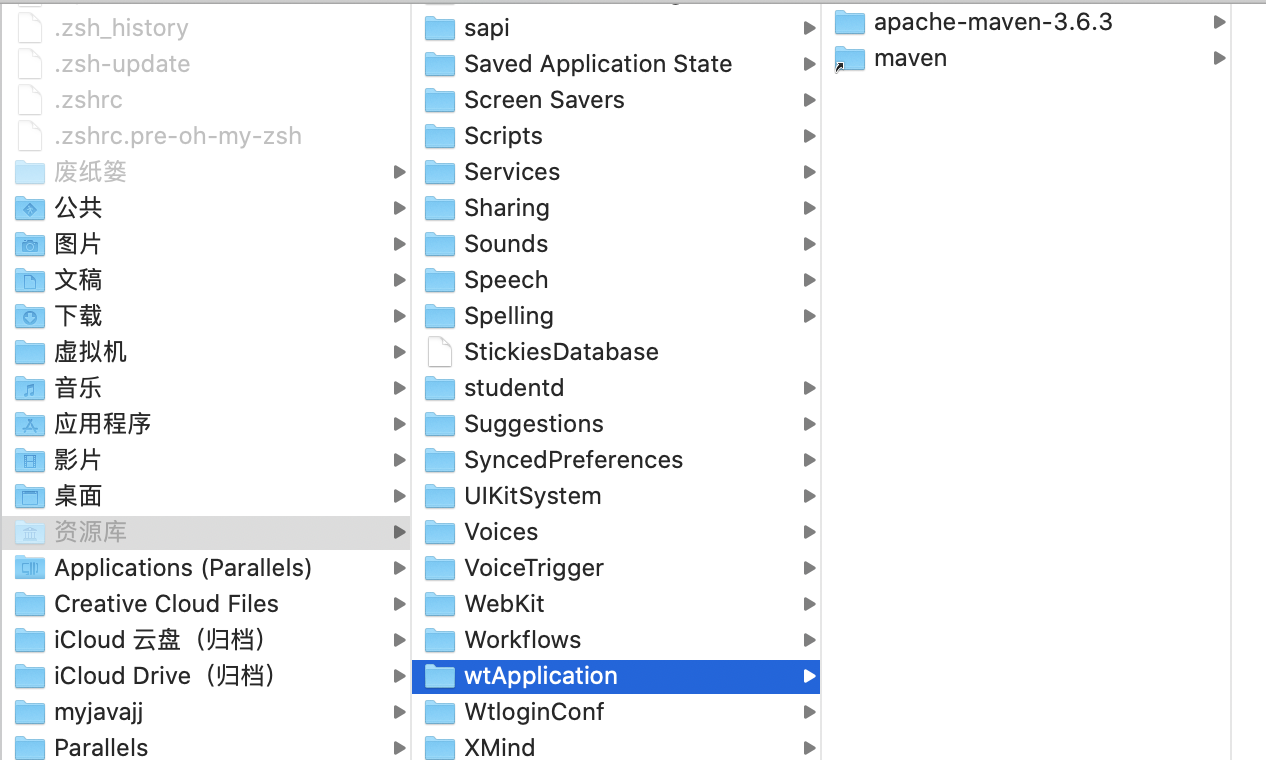 .zsh_history
.zsh-update
.zshrc
.zshrc.pre-oh-my-zsh
废纸篓
公共
图片
文稿
下载
虚拟机
音乐
应用程序
影片
桌面
资源库
Applications (Parallels)
Creative Cloud Files
iCloud 云盘（归档）
iCloud Drive（归档）
myjavajj
Parallels
sapi
Saved Application State
Screen Savers
Scripts
Services
Sharing
Sounds
Speech
Spelling
StickiesDatabase
studentd
Suggestions
SyncedPreferences
UIKitSystem
Voices
VoiceTrigger
WebKit
Workflows
wtApplication
WtloginConf
XMind
apache-maven-3.6.3
maven